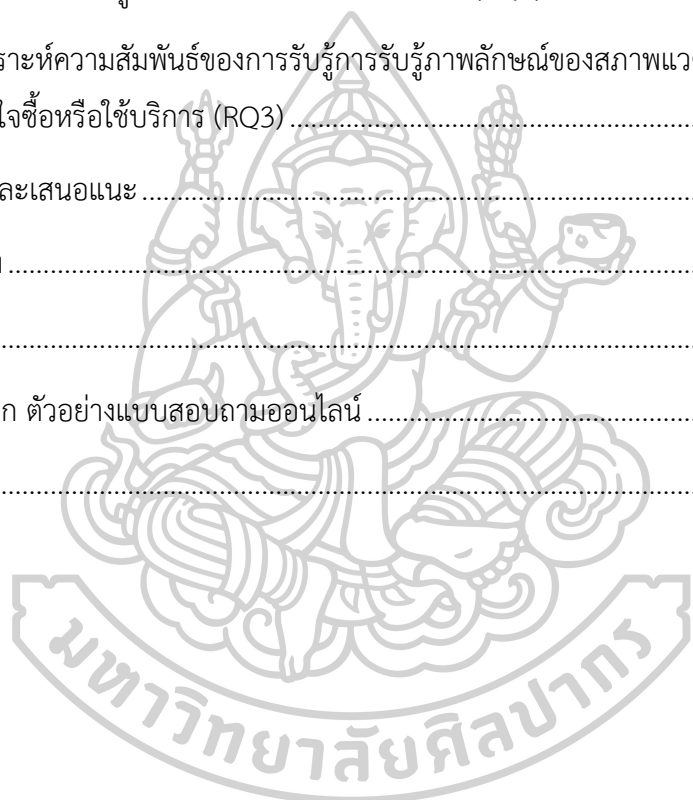 ราะห์ความสัมพันธ์ของการรับรู้การรับรู้ภาพลักษณ์ของสภาพแวด
ใจซื้อหรือใช้บริการ (RQ3) ........................................................
ละเสนอแนะ ........................................................
........................................................
........................................................
ก ตัวอย่างแบบสอบถามออนไลน์ ........................................................
........................................................
มหาวิทยาลัยศิลปากร